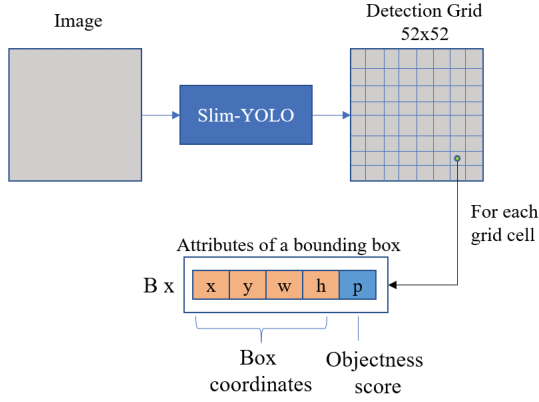 Image
Detection Grid
52x52
Slim-YOLO
For each
grid cell
Attributes of a bounding box
B x
x y w h p
Box
coordinates
Objectness
score